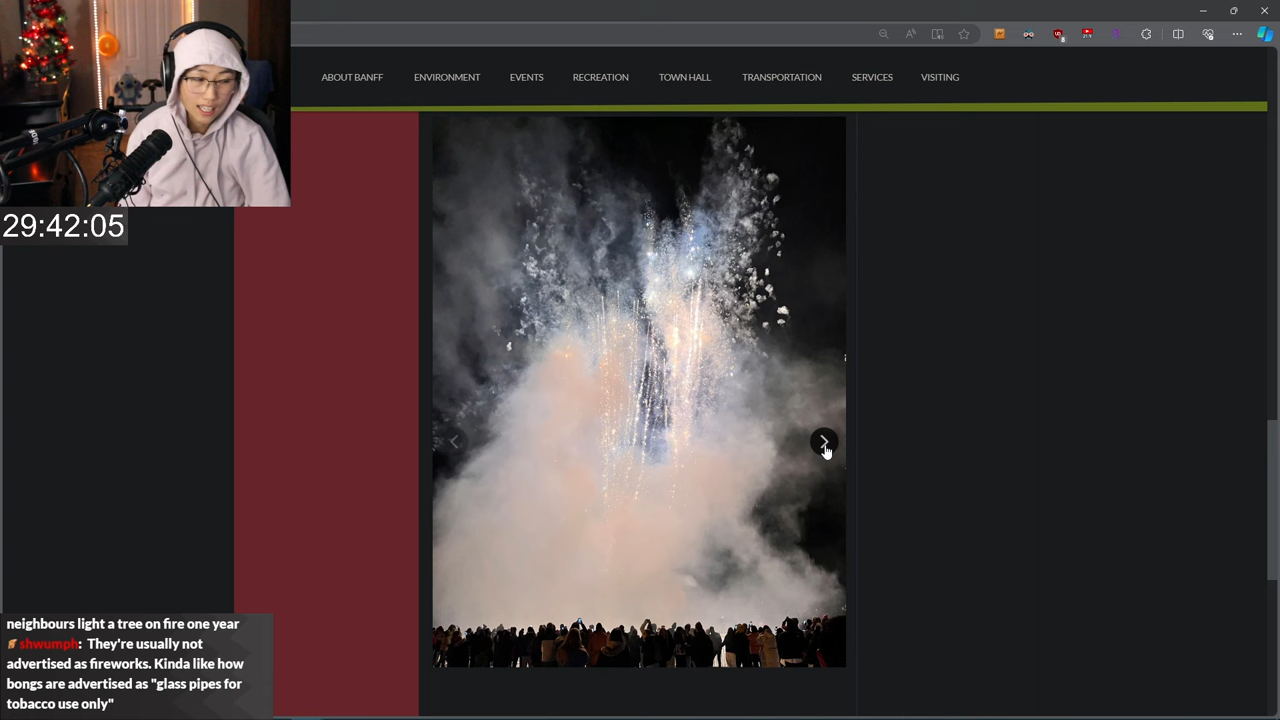 ABOUT BANFF ENVIRONMENT EVENTS RECREATION TOWN HALL TRANSPORTATION SERVICES VISITING
29:42:05
neighbours light a tree on fire one year
shwumph: They're usually not
advertised as fireworks. Kinda like how
bongs are advertised as "glass pipes for
tobacco use only"